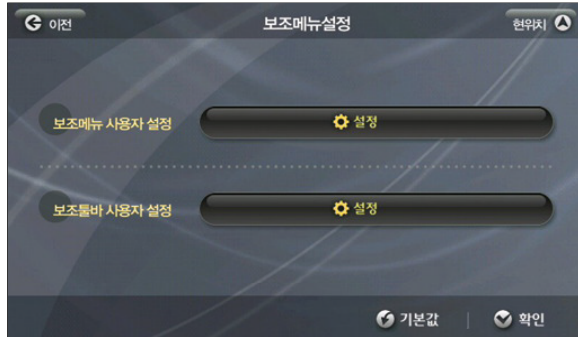 이전
보조메뉴설정
현위치
보조메뉴 사용자 설정
설정
보조툴바 사용자 설정
설정
기본값
확인